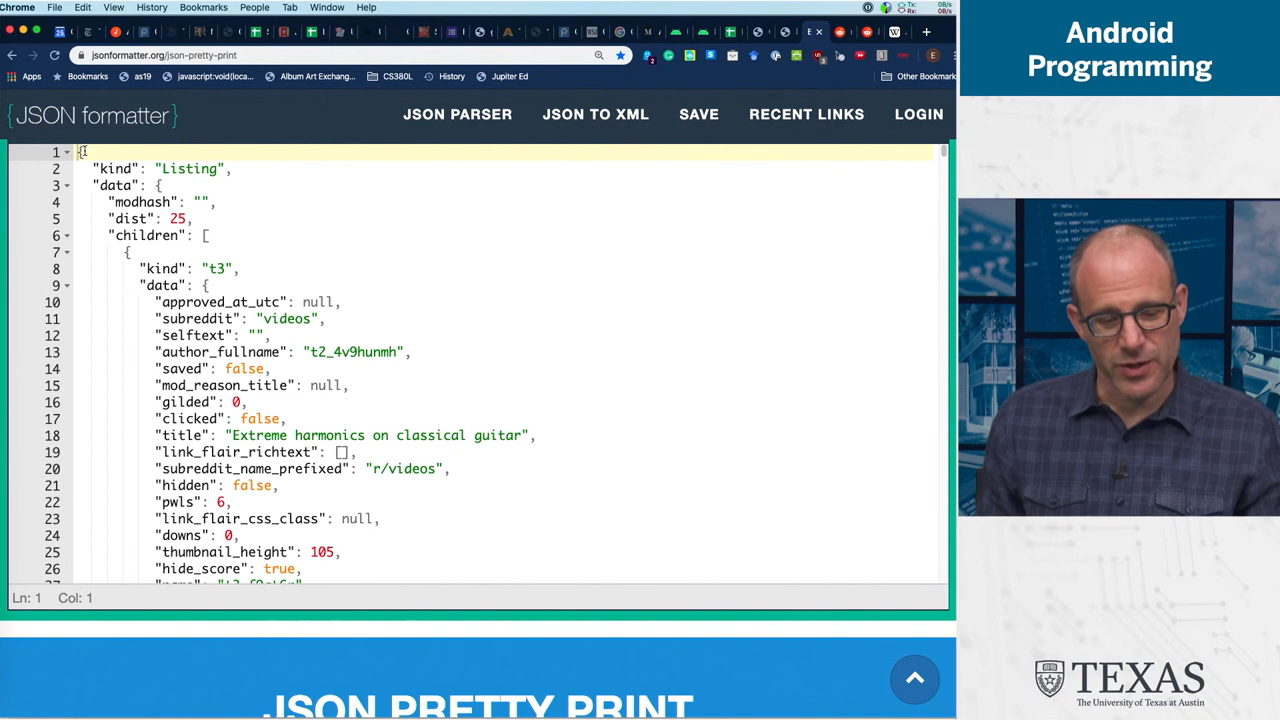 Chrome File Edit View History Bookmarks People Tab Window Help
jsonformatter.org/json-pretty-print
Apps Bookmarks as19 javascript:void(loca... Album Art Exchang... CS380L History Jupiter Ed Other Bookmarks
{JSON formatter} JSON PARSER JSON TO XML SAVE RECENT LINKS LOGIN
1 {
2 "kind": "Listing",
3 "data": {
4 "modhash": "",
5 "dist": 25,
6 "children": [
7 {
8 "kind": "t3",
9 "data": {
10 "approved_at_utc": null,
11 "subreddit": "videos",
12 "selftext": "",
13 "author_fullname": "t2_4v9hunmh",
14 "saved": false,
15 "mod_reason_title": null,
16 "gilded": 0,
17 "clicked": false,
18 "title": "Extreme harmonics on classical guitar",
19 "link_flair_richtext": [],
20 "subreddit_name_prefixed": "r/videos",
21 "hidden": false,
22 "pwls": 6,
23 "link_flair_css_class": null,
24 "downs": 0,
25 "thumbnail_height": 105,
26 "hide_score": true,
Ln: 1 Col: 1
JSON PRETTY PRINT
Android
Programming
TEXAS
The University of Texas at Austin